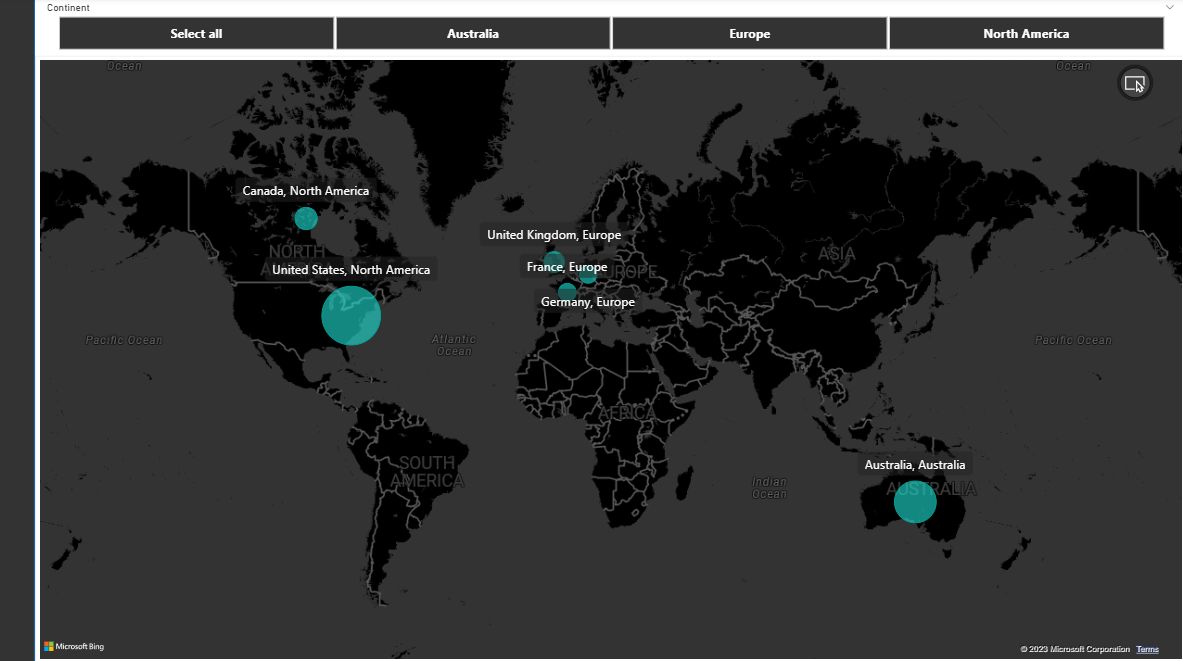 Continent
Select all
Australia
Europe
North America
Ocean
Ocean
Canada, North America
NORTH
United States, North America
United Kingdom, Europe
France, Europe
Germany, Europe
ASIA
Pacific Ocean
Atlantic
Ocean
Pacific Ocean
AFRICA
SOUTH
AMERICA
Indian
Ocean
Australia, Australia
AUSTRALIA
Microsoft Bing
© 2023 Microsoft Corporation Terms